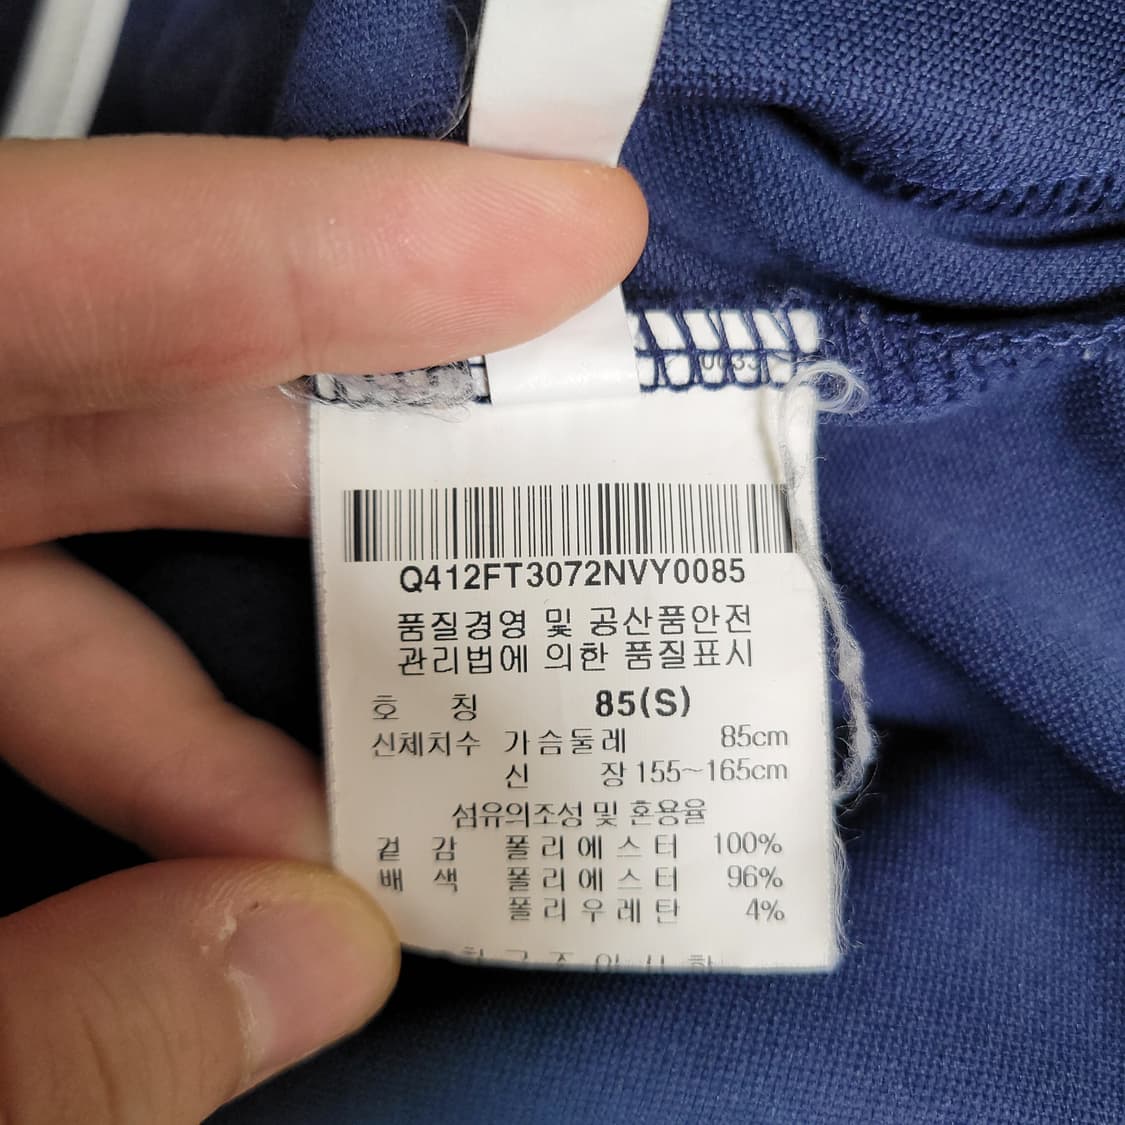 Q412FT3072NVY0085
품질경영 및 공산품안전
관리법에 의한 품질표시
호 칭 85(S)
신체치수 가슴둘레 85cm
신 장 155~165cm
섬유의조성 및 혼용율
겉 감 폴리에스터 100%
배 색 폴리에스터 96%
폴리우레탄 4%